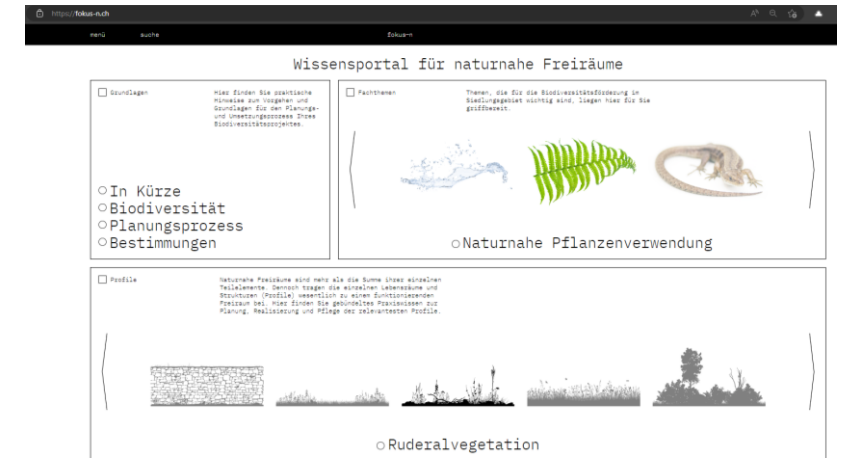 https://fokus-n.ch
menü suche fokus-n
Wissensportal für naturnahe Freiräume
Grundlagen
Hier finden Sie praktische
Hinweise zum Vorgehen und
Grundlagen für den Planungs-
und Umsetzungsprozess Ihres
Biodiversitätsprojektes.
In Kürze
Biodiversität
Planungsprozess
Bestimmungen
Fachthemen
Themen, die für die Biodiversitätsförderung im
Siedlungsgebiet wichtig sind, liegen hier für Sie
griffbereit.
Naturnahe Pflanzenverwendung
Profile
Naturnahe Freiräume sind mehr als die Summe ihrer einzelnen
Teilelemente. Dennoch tragen die einzelnen Lebensräume und
Strukturen (Profile) wesentlich zu einem funktionierenden
Freiraum bei. Hier finden Sie gebündeltes Praxiswissen zur
Planung, Realisierung und Pflege der relevantesten Profile.
Ruderalvegetation